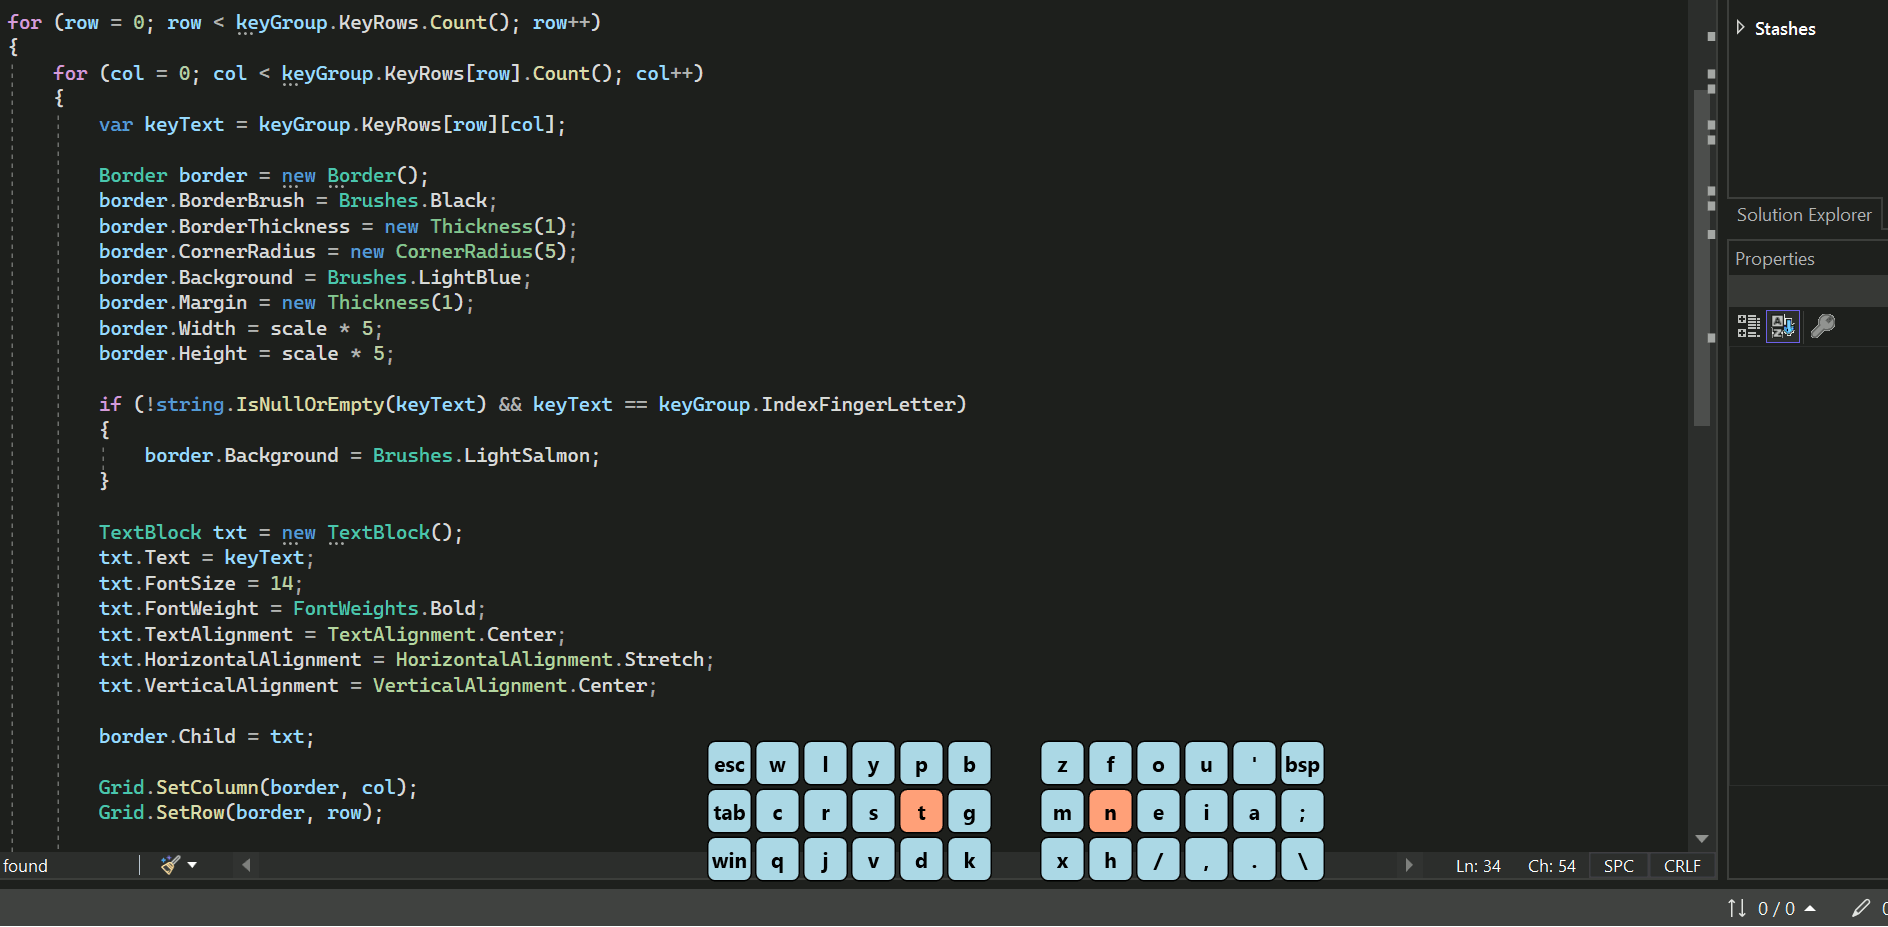 for (row = 0; row < keyGroup.KeyRows.Count(); row++)
{
for (col = 0; col < keyGroup.KeyRows[row].Count(); col++)
{
var keyText = keyGroup.KeyRows[row][col];
Border border = new Border();
border.BorderBrush = Brushes.Black;
border.BorderThickness = new Thickness(1);
border.CornerRadius = new CornerRadius(5);
border.Background = Brushes.LightBlue;
border.Margin = new Thickness(1);
border.Width = scale * 5;
border.Height = scale * 5;
if (!string.IsNullOrEmpty(keyText) && keyText == keyGroup.IndexFingerLetter)
{
border.Background = Brushes.LightSalmon;
}
TextBlock txt = new TextBlock();
txt.Text = keyText;
txt.FontSize = 14;
txt.FontWeight = FontWeights.Bold;
txt.TextAlignment = TextAlignment.Center;
txt.HorizontalAlignment = HorizontalAlignment.Stretch;
txt.VerticalAlignment = VerticalAlignment.Center;
border.Child = txt;
Grid.SetColumn(border, col);
Grid.SetRow(border, row);
esc w l y p b z f o u ' bsp
tab c r s t g m n e i a ;
win q j v d k x h / , . \
found
Ln: 34 Ch: 54 SPC CRLF
Stashes
Solution Explorer
Properties
0 / 0